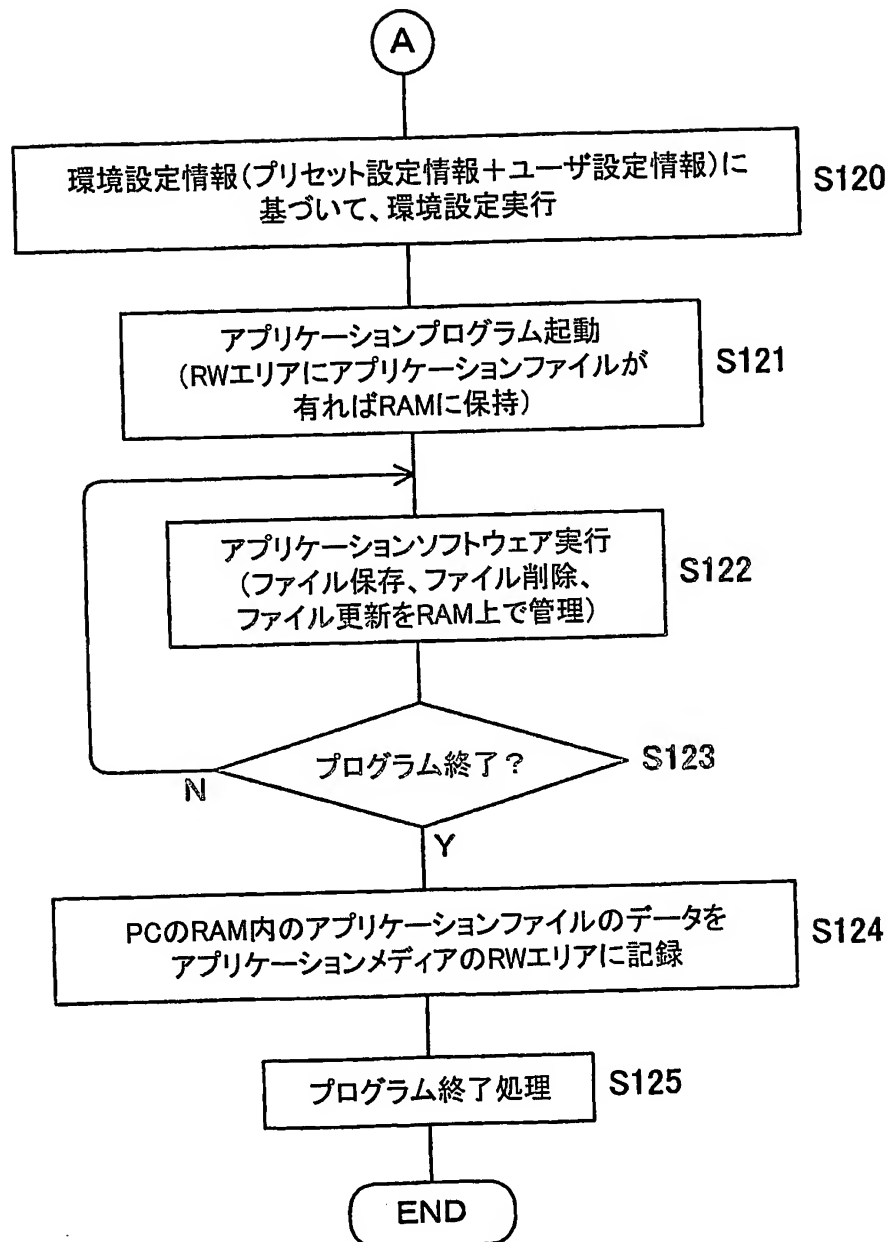 A
環境設定情報(プリセット設定情報+ユーザ設定情報)に
基づいて、環境設定実行
S120
アプリケーションプログラム起動
(RWエリアにアプリケーションファイルが
有ればRAMに保持)
S121
アプリケーションソフトウェア実行
(ファイル保存、ファイル削除、
ファイル更新をRAM上で管理)
S122
プログラム終了?
S123
N
Y
PCのRAM内のアプリケーションファイルのデータを
アプリケーションメディアのRWエリアに記録
S124
プログラム終了処理
S125
END